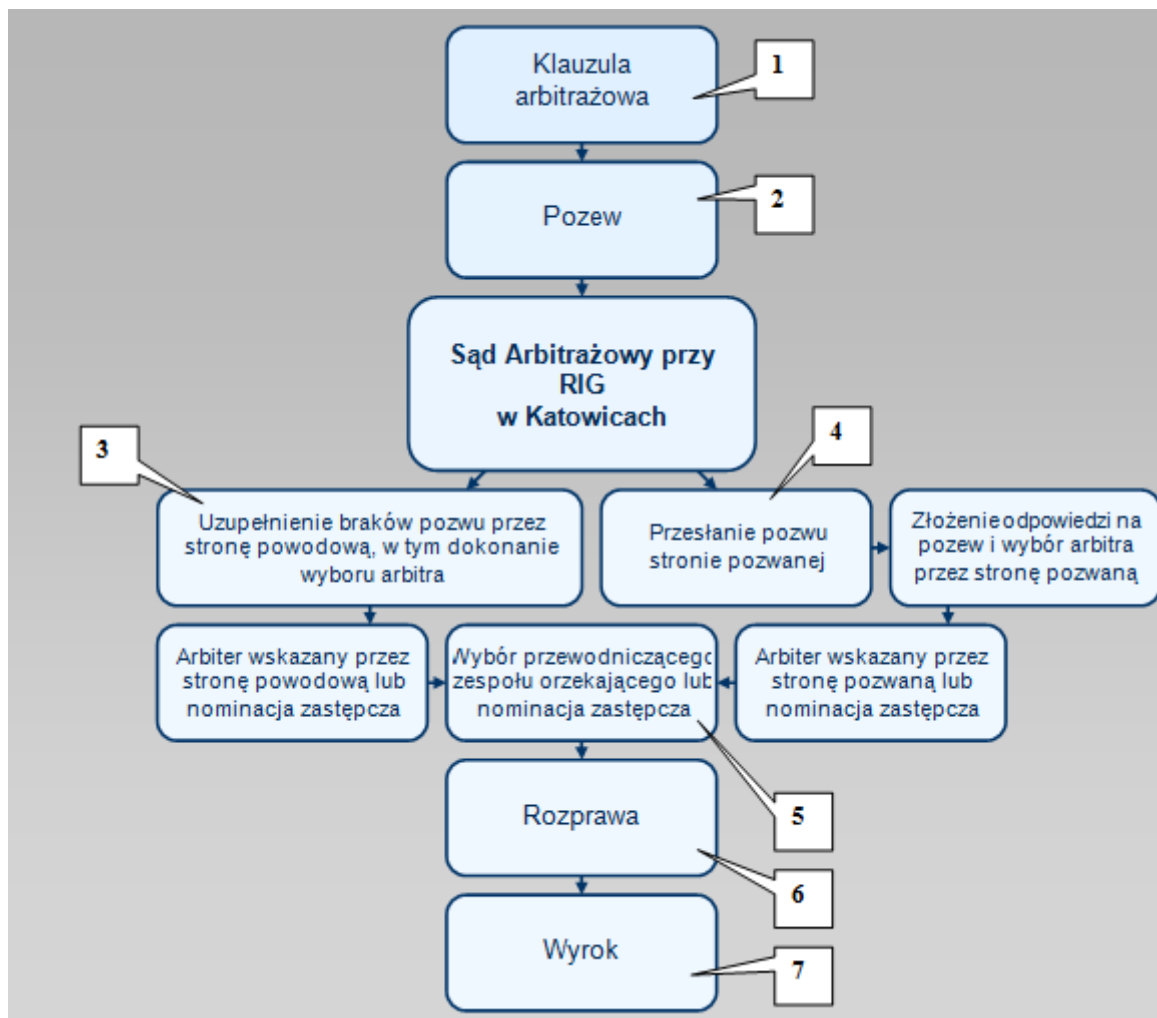 Klauzula
arbitrażowa
1
Pozew
2
Sąd Arbitrażowy przy
RIG
w Katowicach
3
4
Uzupełnienie braków pozwu przez
stronę powodową, w tym dokonanie
wyboru arbitra
Przesłanie pozwu
stronie pozwanej
Złożenie odpowiedzi na
pozew i wybór arbitra
przez stronę pozwaną
Arbiter wskazany przez
stronę powodową lub
nominacja zastępcza
Wybór przewodniczącego
zespołu orzekającego lub
nominacja zastępcza
Arbiter wskazany przez
stronę pozwaną lub
nominacja zastępcza
5
Rozprawa
6
Wyrok
7